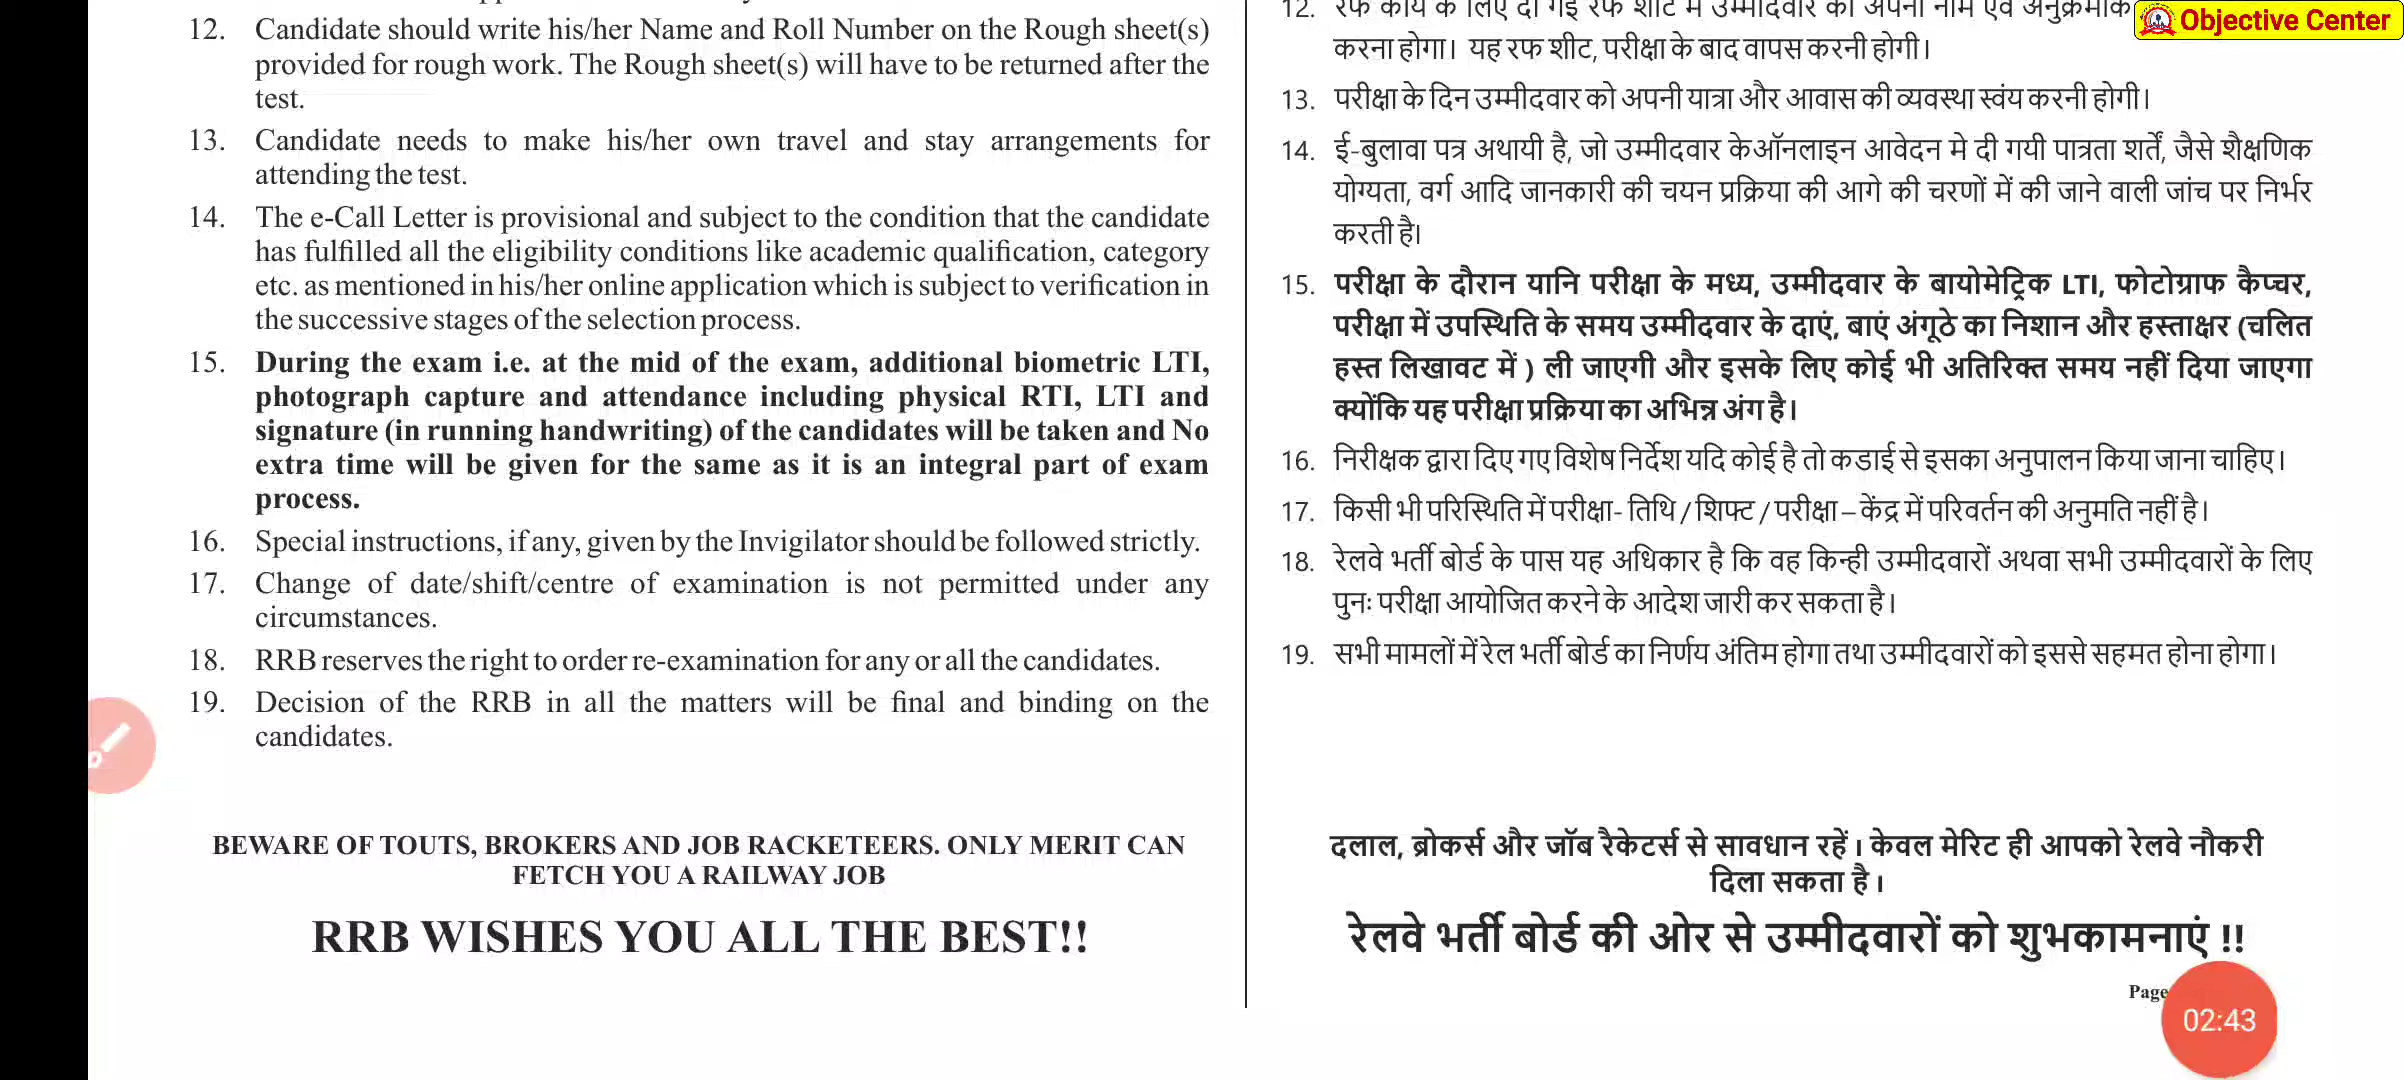 12. Candidate should write his/her Name and Roll Number on the Rough sheet(s)
provided for rough work. The Rough sheet(s) will have to be returned after the
test.
13. Candidate needs to make his/her own travel and stay arrangements for
attending the test.
14. The e-Call Letter is provisional and subject to the condition that the candidate
has fulfilled all the eligibility conditions like academic qualification, category
etc. as mentioned in his/her online application which is subject to verification in
the successive stages of the selection process.
15. During the exam i.e. at the mid of the exam, additional biometric LTI,
photograph capture and attendance including physical RTI, LTI and
signature (in running handwriting) of the candidates will be taken and No
extra time will be given for the same as it is an integral part of exam
process.
16. Special instructions, if any, given by the Invigilator should be followed strictly.
17. Change of date/shift/centre of examination is not permitted under any
circumstances.
18. RRB reserves the right to order re-examination for any or all the candidates.
19. Decision of the RRB in all the matters will be final and binding on the
candidates.
BEWARE OF TOUTS, BROKERS AND JOB RACKETEERS. ONLY MERIT CAN
FETCH YOU A RAILWAY JOB
RRB WISHES YOU ALL THE BEST!!
12. रफ कार्य के लिए दी गई रफ शीट में उम्मीदवार को अपना नाम एवं अनुक्रमांक
करना होगा। यह रफ शीट, परीक्षा के बाद वापस करनी होगी।
13. परीक्षा के दिन उम्मीदवार को अपनी यात्रा और आवास की व्यवस्था स्वंय करनी होगी।
14. ई-बुलावा पत्र अथायी है, जो उम्मीदवार केऑनलाइन आवेदन मे दी गयी पात्रता शर्तें, जैसे शैक्षणिक
योग्यता, वर्ग आदि जानकारी की चयन प्रक्रिया की आगे की चरणों में की जाने वाली जांच पर निर्भर
करती है।
15. परीक्षा के दौरान यानि परीक्षा के मध्य, उम्मीदवार के बायोमेट्रिक LTI, फोटोग्राफ कैप्चर,
परीक्षा में उपस्थिति के समय उम्मीदवार के दाएं, बाएं अंगूठे का निशान और हस्ताक्षर (चलित
हस्त लिखावट में ) ली जाएगी और इसके लिए कोई भी अतिरिक्त समय नहीं दिया जाएगा
क्योंकि यह परीक्षा प्रक्रिया का अभिन्न अंग है।
16. निरीक्षक द्वारा दिए गए विशेष निर्देश यदि कोई है तो कडाई से इसका अनुपालन किया जाना चाहिए।
17. किसी भी परिस्थिति में परीक्षा- तिथि / शिफ्ट / परीक्षा – केंद्र में परिवर्तन की अनुमति नहीं है।
18. रेलवे भर्ती बोर्ड के पास यह अधिकार है कि वह किन्ही उम्मीदवारों अथवा सभी उम्मीदवारों के लिए
पुनः परीक्षा आयोजित करने के आदेश जारी कर सकता है।
19. सभी मामलों में रेल भर्ती बोर्ड का निर्णय अंतिम होगा तथा उम्मीदवारों को इससे सहमत होना होगा।
दलाल, ब्रोकर्स और जॉब रैकेटर्स से सावधान रहें। केवल मेरिट ही आपको रेलवे नौकरी
दिला सकता है।
रेलवे भर्ती बोर्ड की ओर से उम्मीदवारों को शुभकामनाएं !!
Page
02:43
Objective Center